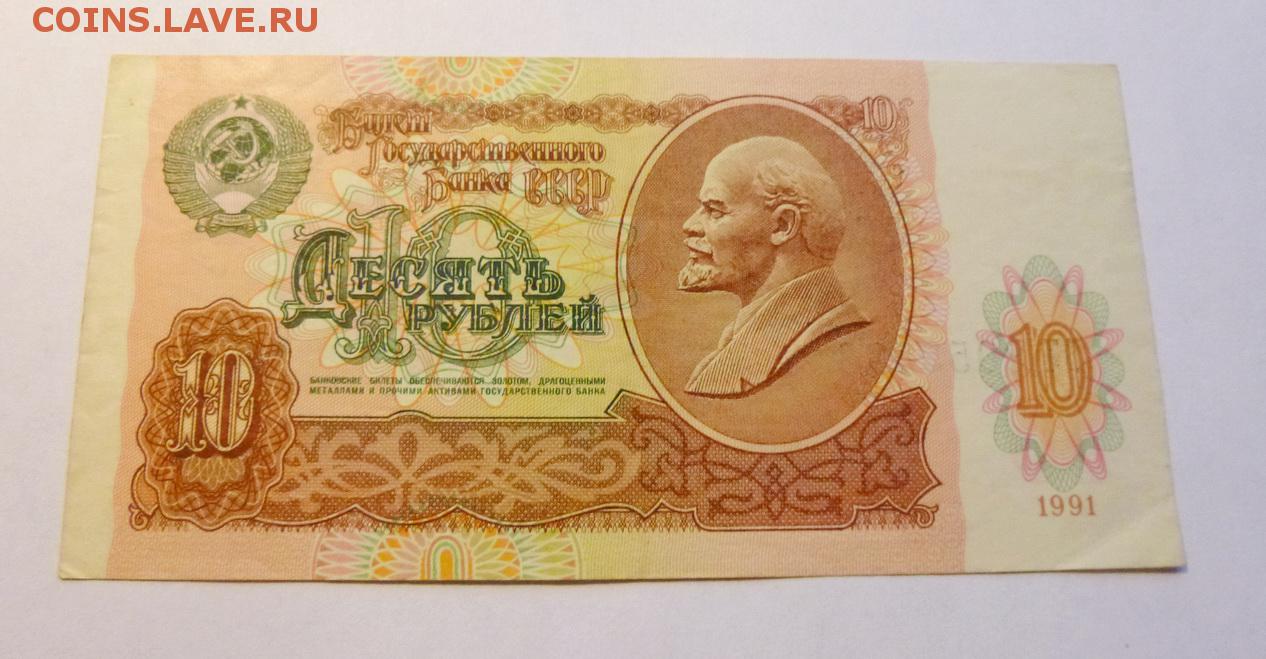 COINS.LAVE.RU
10
Билет
Государственного
Банка СССР
10
Десять
рублей
БАНКОВСКИЕ БИЛЕТЫ ОБЕСПЕЧИВАЮТСЯ ЗОЛОТОМ, ДРАГОЦЕННЫМИ
МЕТАЛЛАМИ И ПРОЧИМИ АКТИВАМИ ГОСУДАРСТВЕННОГО БАНКА
10
10
1991